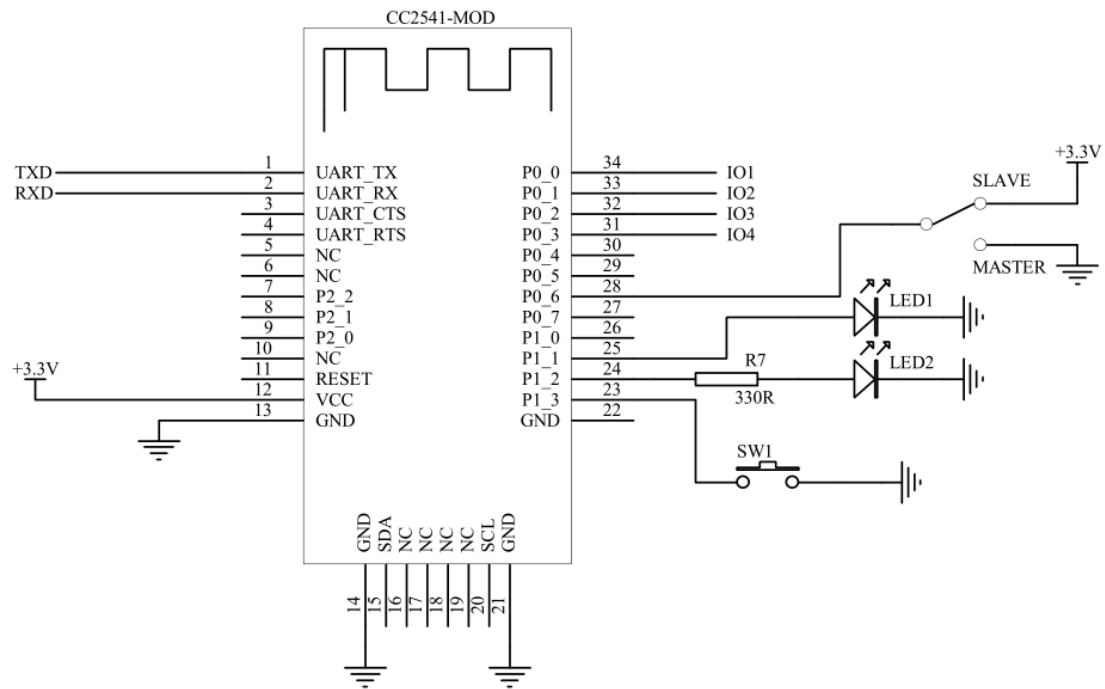 CC2541-MOD
TXD 1 UART_TX P0_0 34 IO1
RXD 2 UART_RX P0_1 33 IO2
3 UART_CTS P0_2 32 IO3
4 UART_RTS P0_3 31 IO4
5 NC P0_4 30
6 NC P0_5 29
7 P2_2 P0_6 28
8 P2_1 P0_7 27
9 P2_0 P1_0 26
10 NC P1_1 25
11 RESET P1_2 24
12 VCC P1_3 23
13 GND GND 22
+3.3V
+3.3V
SLAVE
MASTER
LED1
LED2
R7
330R
SW1
GND SDA NC NC NC NC SCL GND
14 15 16 17 18 19 20 21